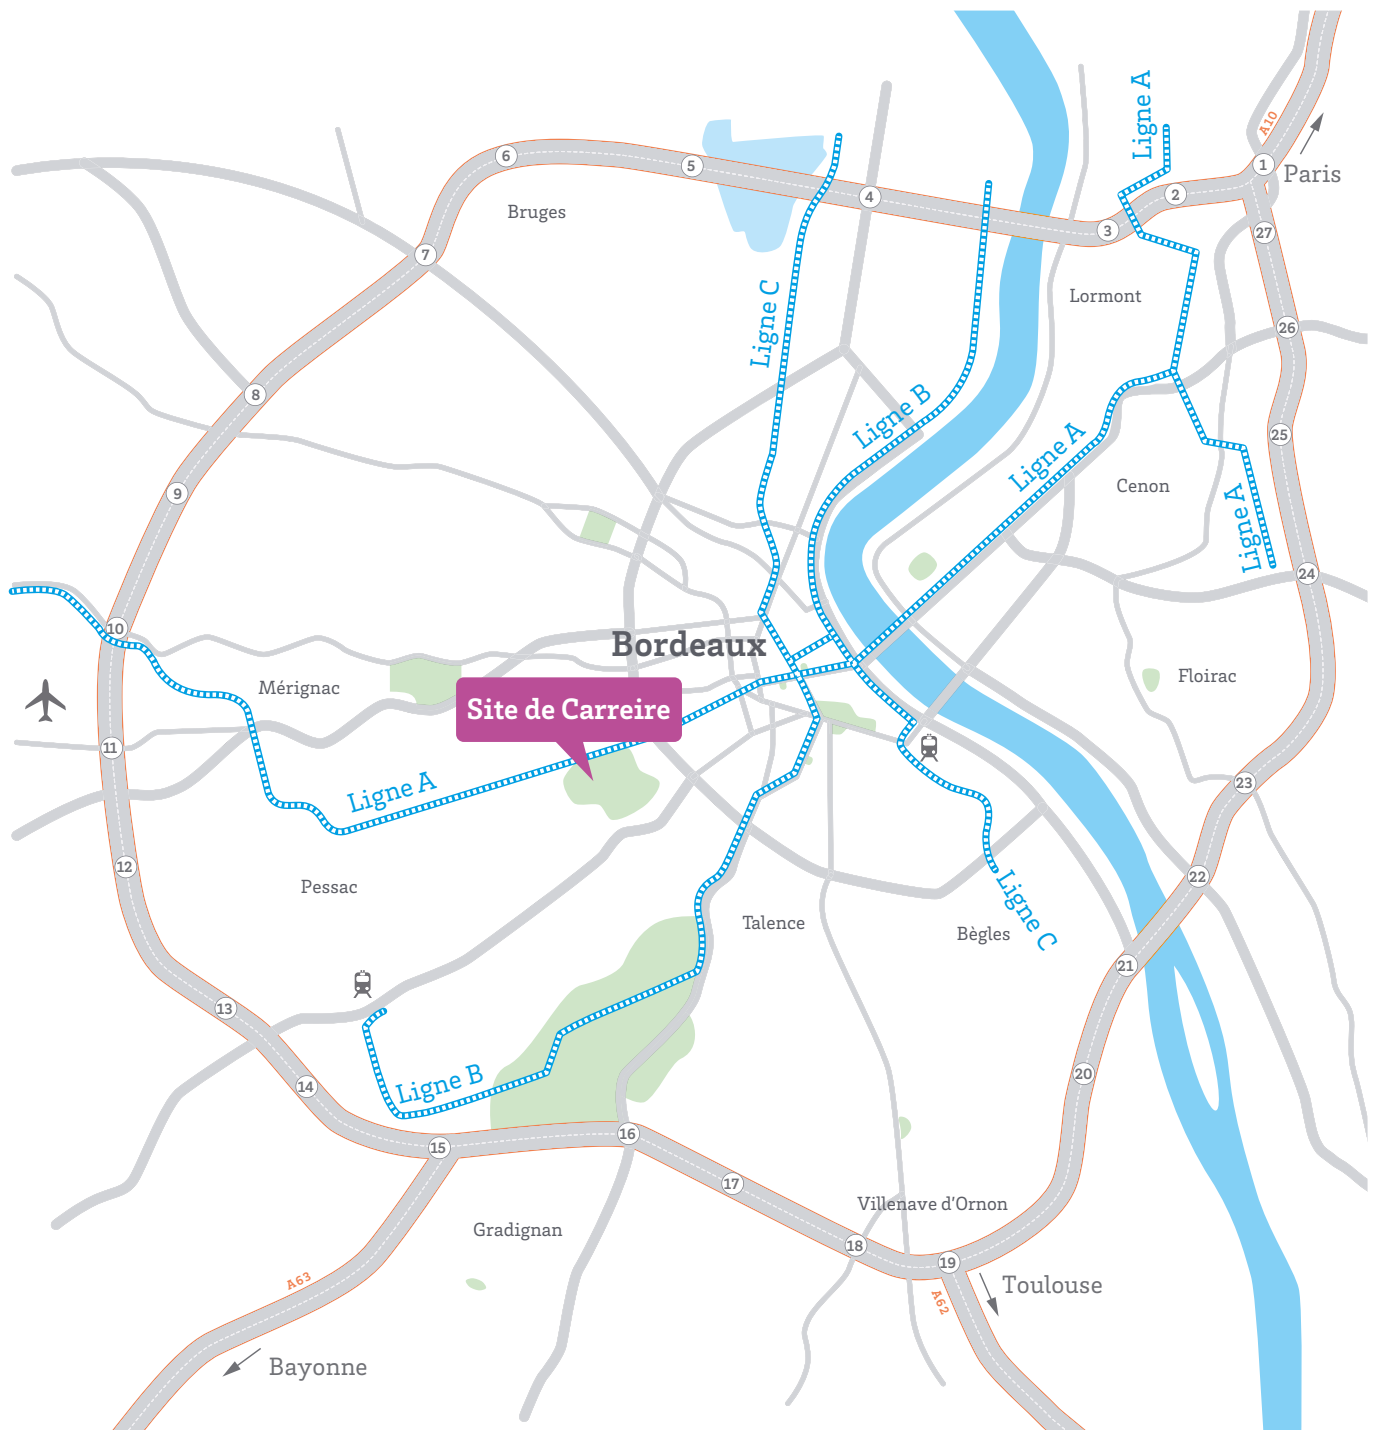 Ligne A
A10
1
Paris
6
5
2
4
Bruges
3
27
7
Lormont
Ligne C
26
8
Ligne B
25
Ligne A
9
Cenon
Ligne A
24
10
Bordeaux
Floirac
Mérignac
Site de Carreire
11
23
Ligne A
12
22
Pessac
Ligne C
Talence
Bègles
21
13
20
14
Ligne B
16
15
17
Villenave d'Ornon
Gradignan
18
19
A63
A62
Toulouse
Bayonne